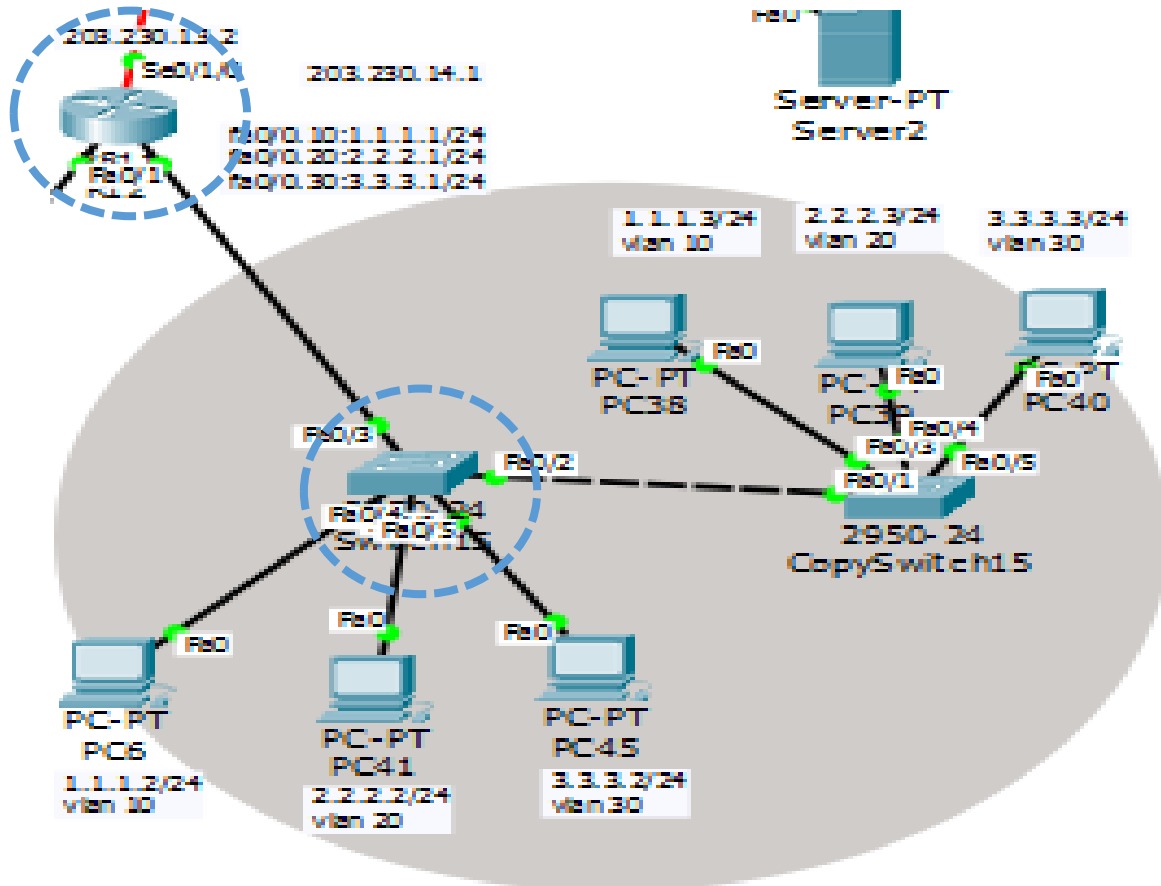 203.230.13.2
Se0/1/0
203.230.14.1
fa0/0.10:1.1.1.1/24
fa0/0.20:2.2.2.1/24
fa0/0.30:3.3.3.1/24
Fa0/1
Fa0
Server-PT
Server2
1.1.1.3/24
vlan 10
2.2.2.3/24
vlan 20
3.3.3.3/24
vlan 30
Fa0
PC-PT
PC38
Fa0
PC39
Fa0
PC40
Fa0/3
Fa0/2
Fa0/1
Fa0/3
Fa0/4
Fa0/5
2950-24
CopySwitch15
Fa0/5
Fa0
PC-PT
PC6
1.1.1.2/24
vlan 10
Fa0
PC-PT
PC41
2.2.2.2/24
vlan 20
Fa0
PC-PT
PC45
3.3.3.2/24
vlan 30